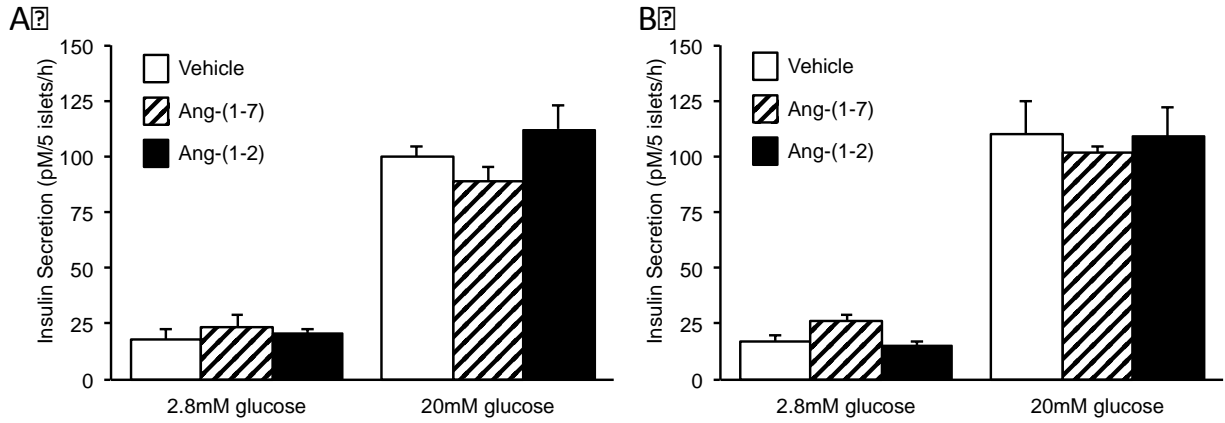 A⍰
Insulin Secretion (pM/5 islets/h)
150
125
100
75
50
25
0
Vehicle
Ang-(1-7)
Ang-(1-2)
2.8mM glucose
20mM glucose
B⍰
Insulin Secretion (pM/5 islets/h)
150
125
100
75
50
25
0
Vehicle
Ang-(1-7)
Ang-(1-2)
2.8mM glucose
20mM glucose